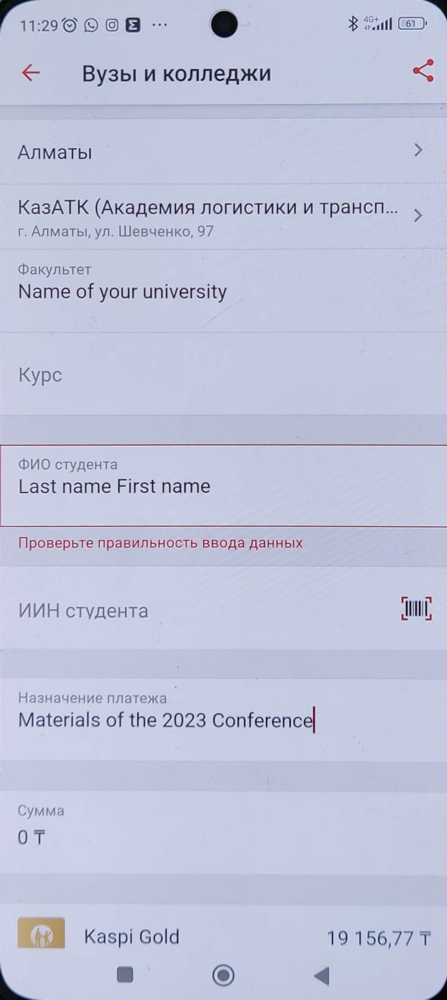 11:29
4G+
61
Вузы и колледжи
Алматы
КазАТК (Академия логистики и трансп...
г. Алматы, ул. Шевченко, 97
Факультет
Name of your university
Курс
ФИО студента
Last name First name
Проверьте правильность ввода данных
ИИН студента
Назначение платежа
Materials of the 2023 Conference
Сумма
0 ₸
Kaspi Gold
19 156,77 ₸